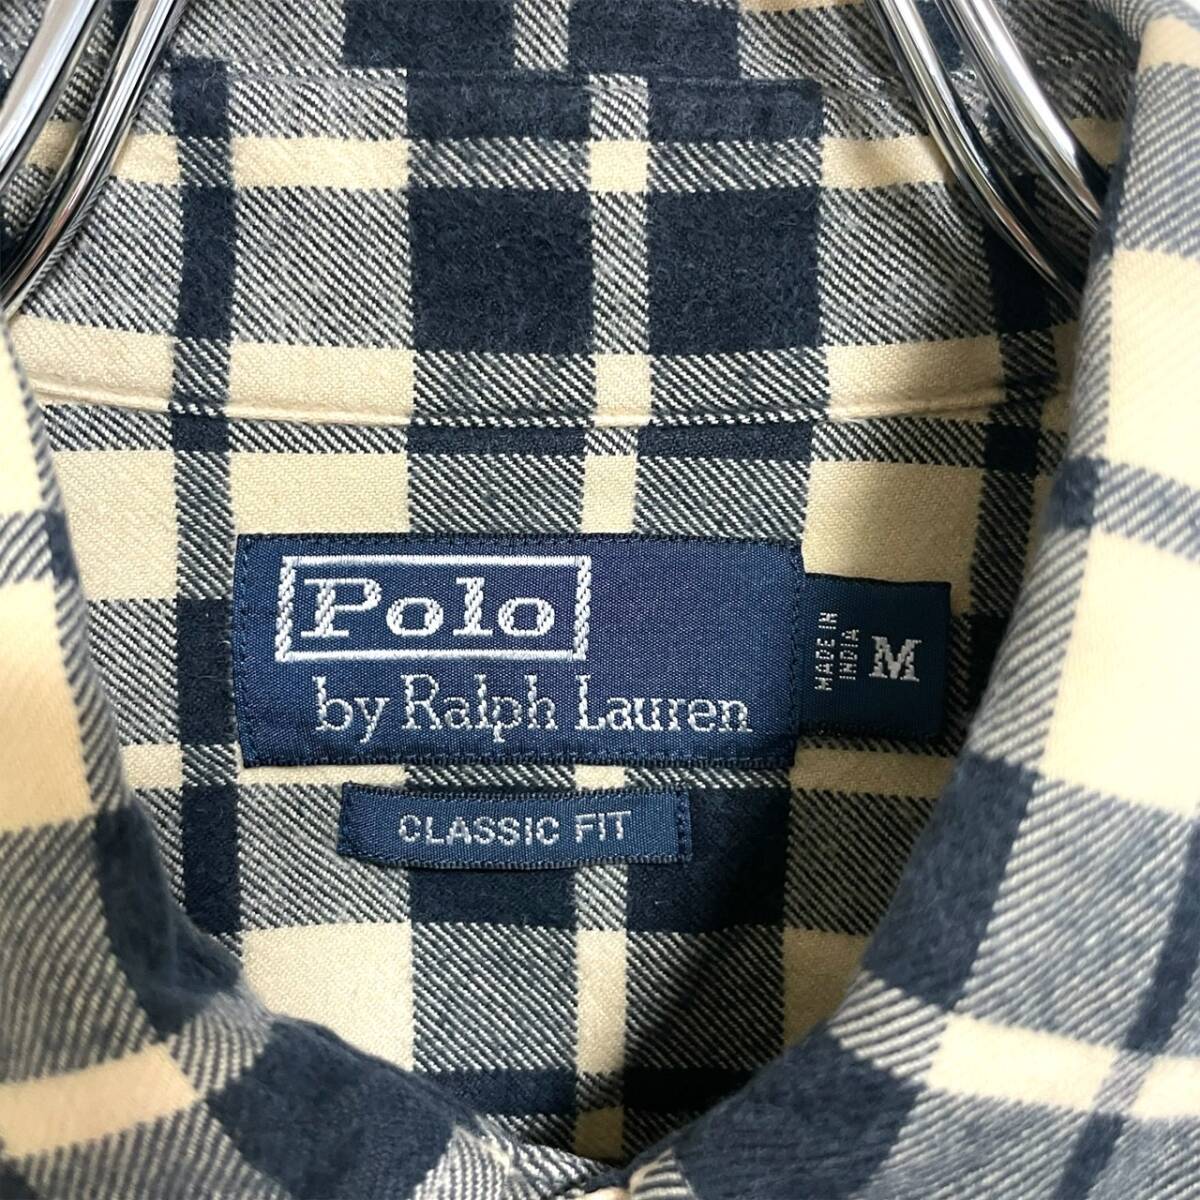 Polo
by Ralph Lauren
MADE IN
INDIA
M
CLASSIC FIT